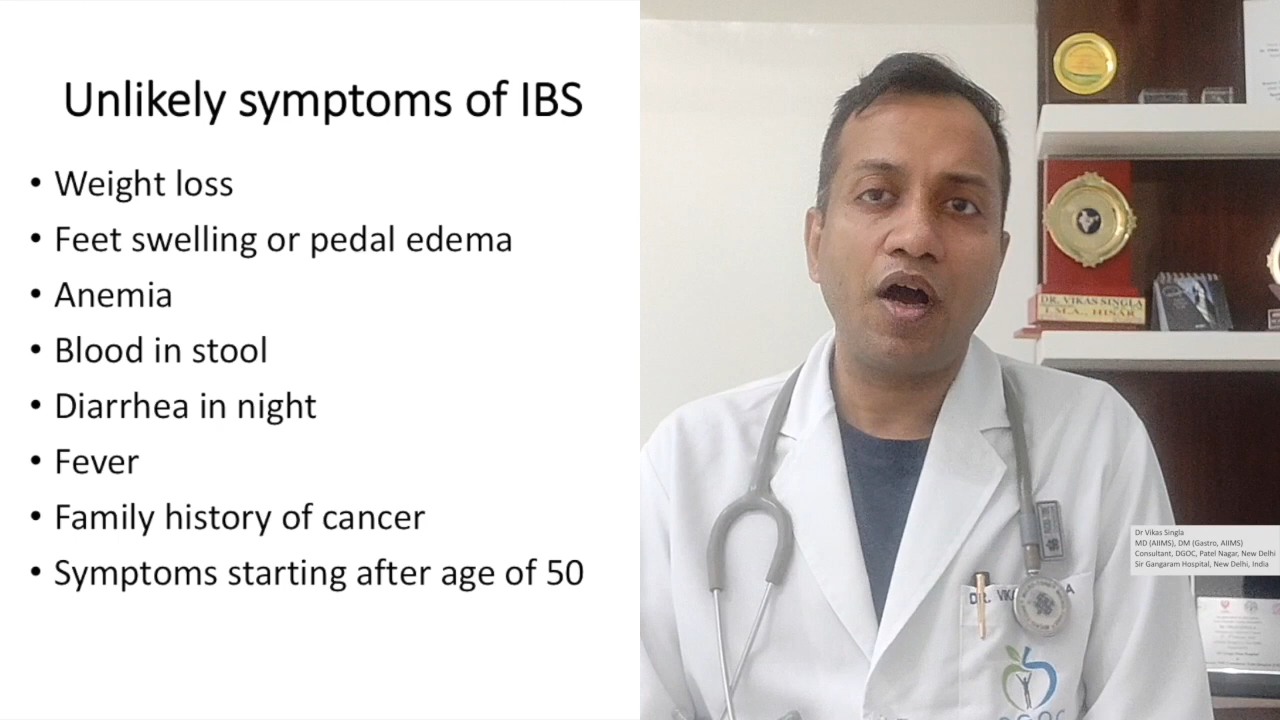 Unlikely symptoms of IBS
• Weight loss
• Feet swelling or pedal edema
• Anemia
• Blood in stool
• Diarrhea in night
• Fever
• Family history of cancer
• Symptoms starting after age of 50
DR. VIKAS SINGLA
I.M.A., HISAR
Dr Vikas Singla
MD (AIIMS), DM (Gastro, AIIMS)
Consultant, DGOC, Patel Nagar, New Delhi
Sir Gangaram Hospital, New Delhi, India
DR.